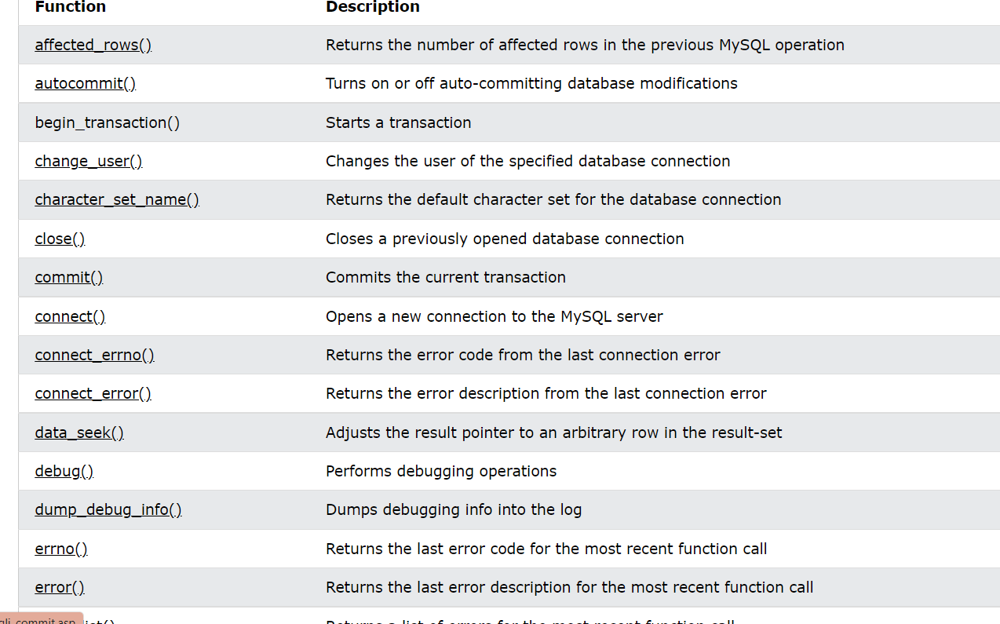 Function Description
affected_rows() Returns the number of affected rows in the previous MySQL operation
autocommit() Turns on or off auto-committing database modifications
begin_transaction() Starts a transaction
change_user() Changes the user of the specified database connection
character_set_name() Returns the default character set for the database connection
close() Closes a previously opened database connection
commit() Commits the current transaction
connect() Opens a new connection to the MySQL server
connect_errno() Returns the error code from the last connection error
connect_error() Returns the error description from the last connection error
data_seek() Adjusts the result pointer to an arbitrary row in the result-set
debug() Performs debugging operations
dump_debug_info() Dumps debugging info into the log
errno() Returns the last error code for the most recent function call
error() Returns the last error description for the most recent function call
Returns a list of errors for the most recent function call